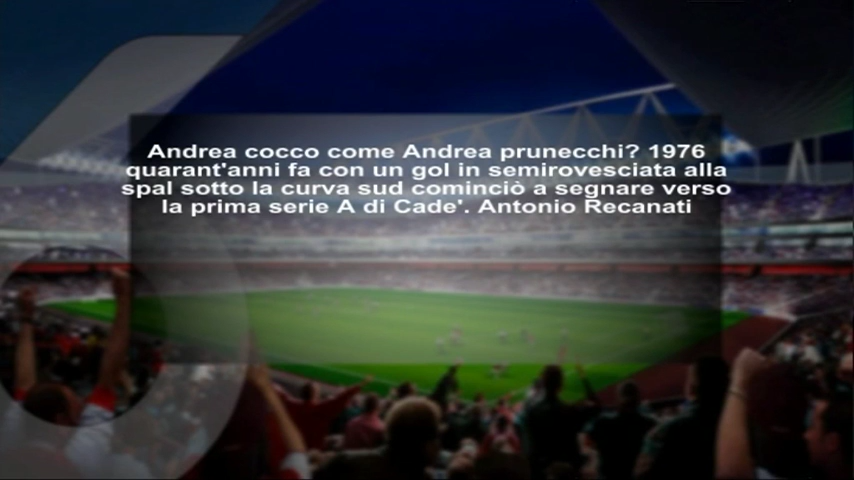 Andrea cocco come Andrea prunecchi? 1976
quarant'anni fa con un gol in semirovesciata alla
spal sotto la curva sud cominciò a segnare verso
la prima serie A di Cade'. Antonio Recanati